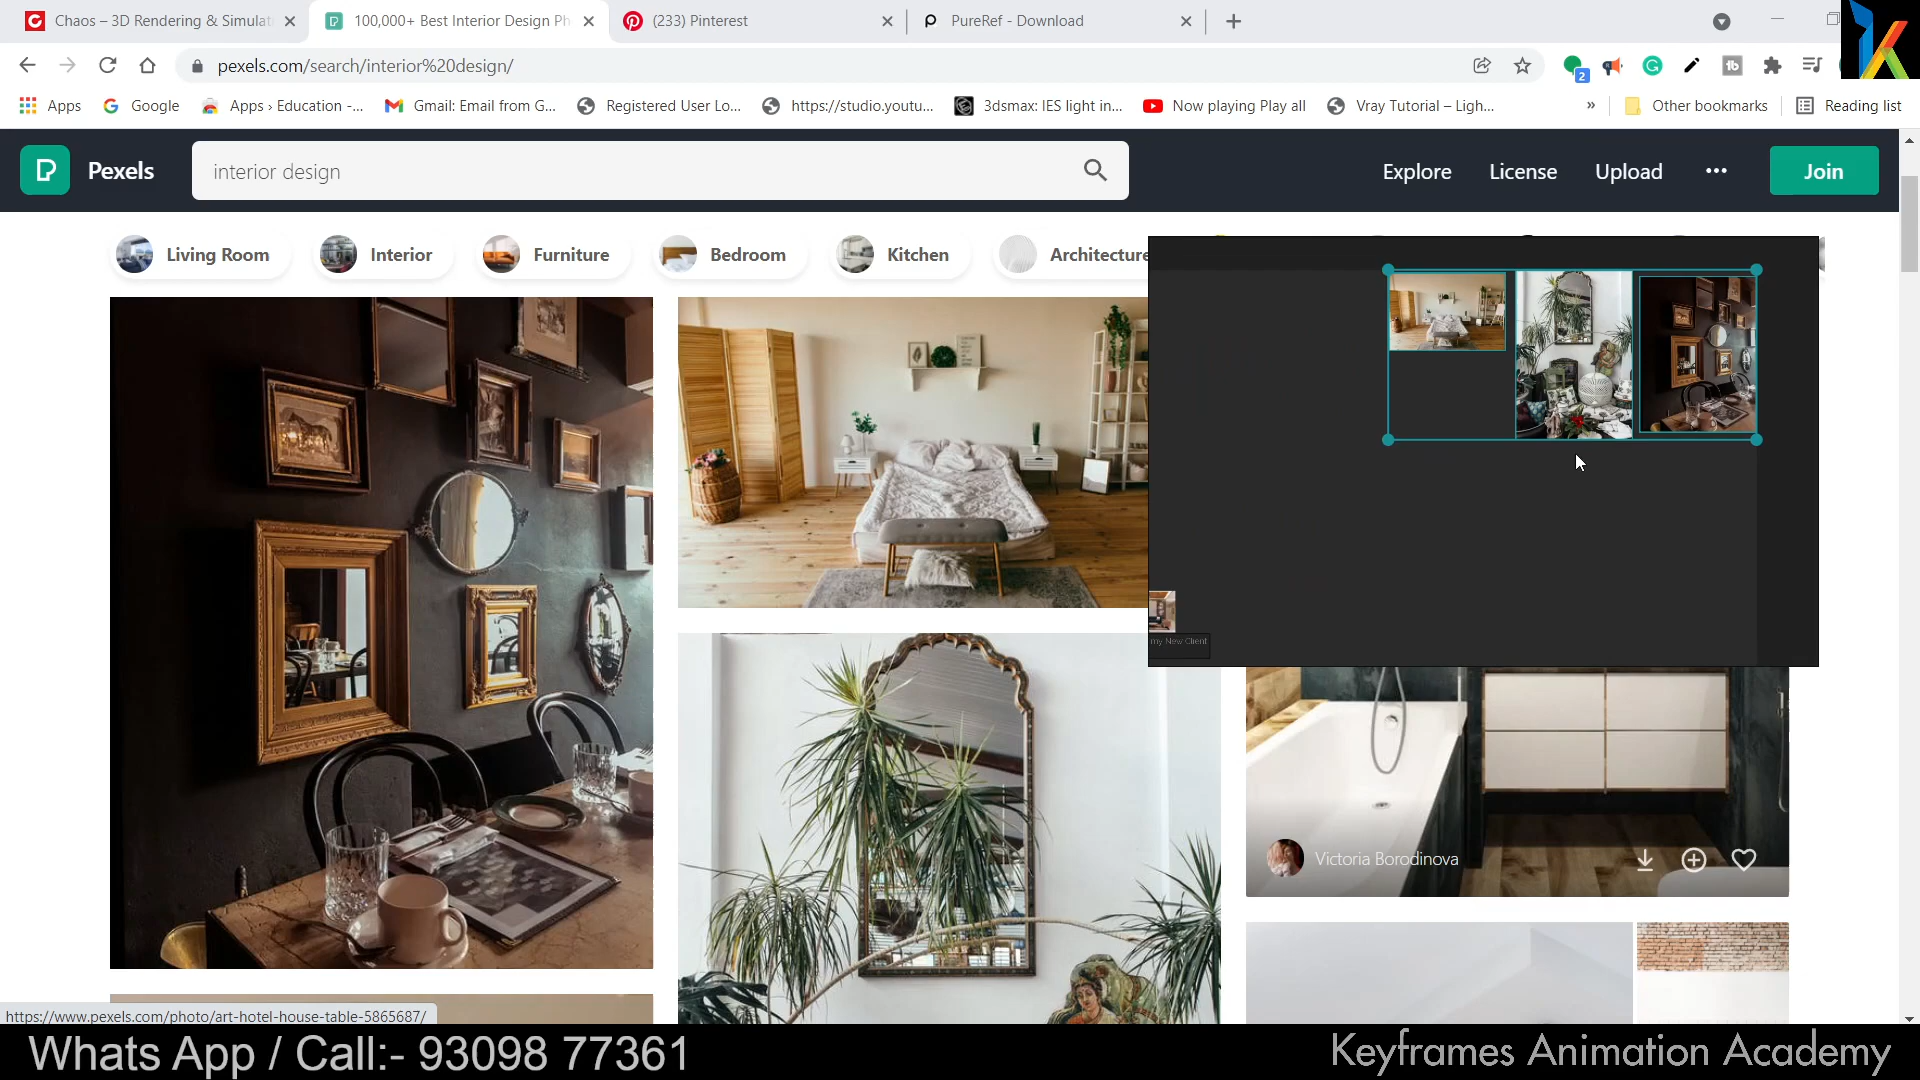 Chaos – 3D Rendering & Simulat
100,000+ Best Interior Design Ph
(233) Pinterest
PureRef - Download
pexels.com/search/interior%20design/
2
Apps
Google
Apps › Education -...
Gmail: Email from G...
Registered User Lo...
https://studio.youtu...
3dsmax: IES light in...
Now playing Play all
Vray Tutorial – Ligh...
»
Other bookmarks
Reading list
Pexels
interior design
Explore
License
Upload
Join
Living Room
Interior
Furniture
Bedroom
Kitchen
Architecture
my New Client
Victoria Borodinova
https://www.pexels.com/photo/art-hotel-house-table-5865687/
Whats App / Call:- 93098 77361
Keyframes Animation Academy